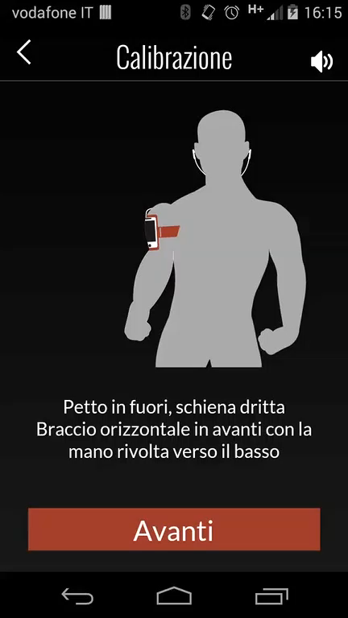 vodafone IT H+ 16:15
Calibrazione
Petto in fuori, schiena dritta
Braccio orizzontale in avanti con la
mano rivolta verso il basso
Avanti